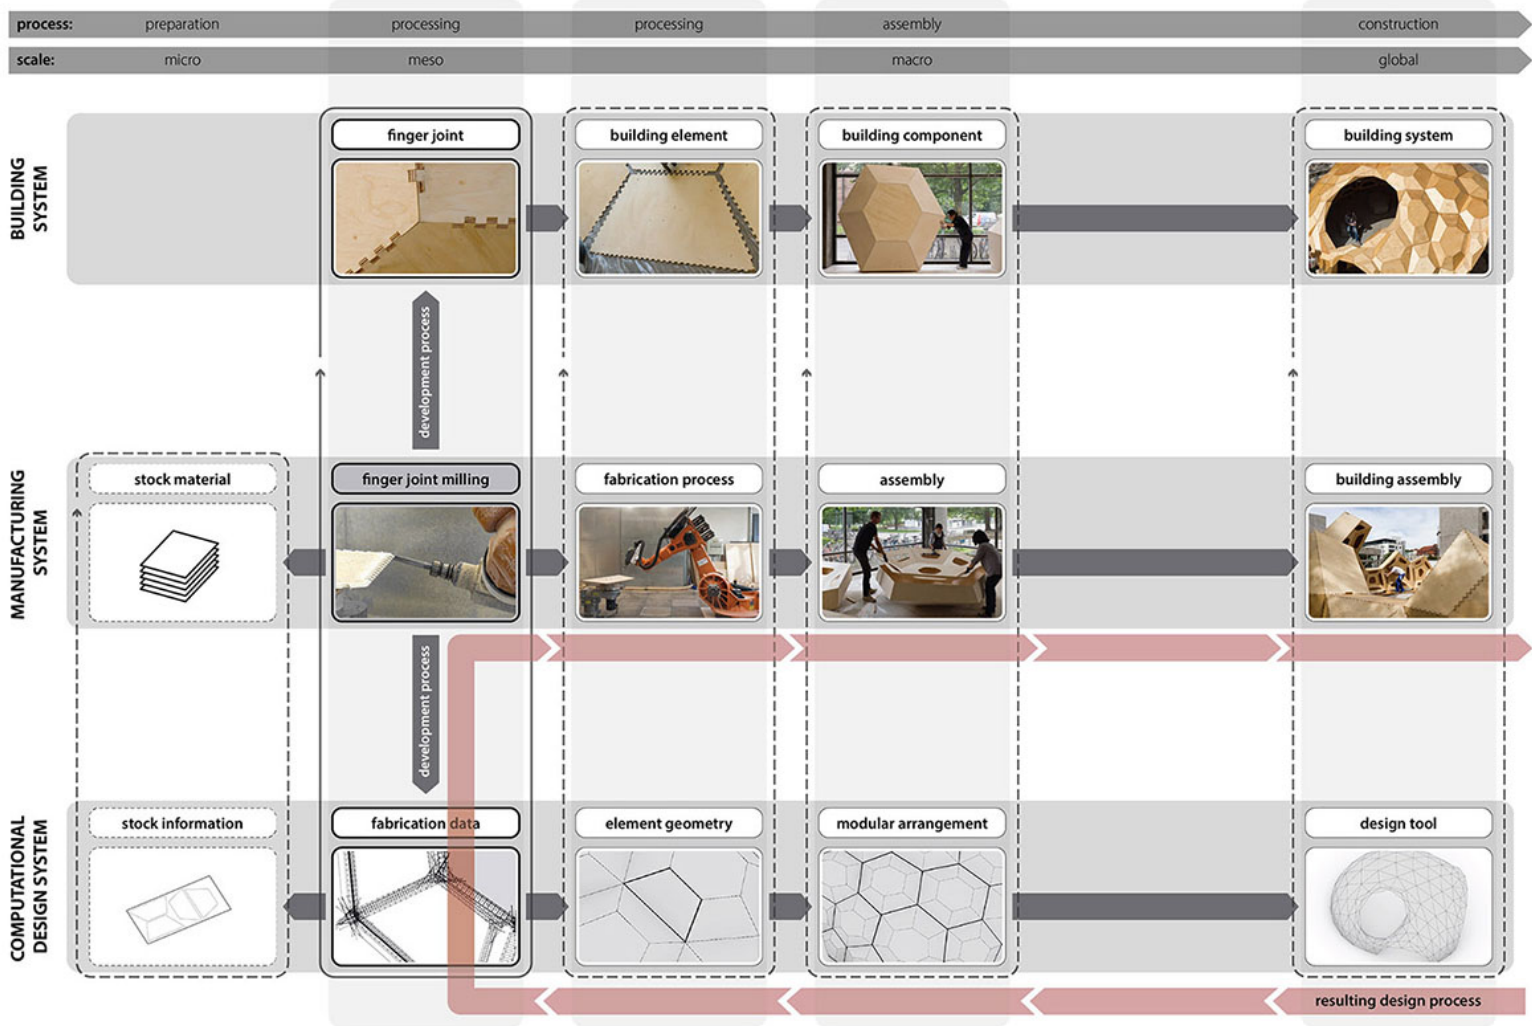 process: preparation processing processing assembly construction
scale: micro meso macro global
BUILDING
SYSTEM
finger joint
building element
building component
building system
development process
MANUFACTURING
SYSTEM
stock material
finger joint milling
fabrication process
assembly
building assembly
development process
COMPUTATIONAL
DESIGN SYSTEM
stock information
fabrication data
element geometry
modular arrangement
design tool
resulting design process